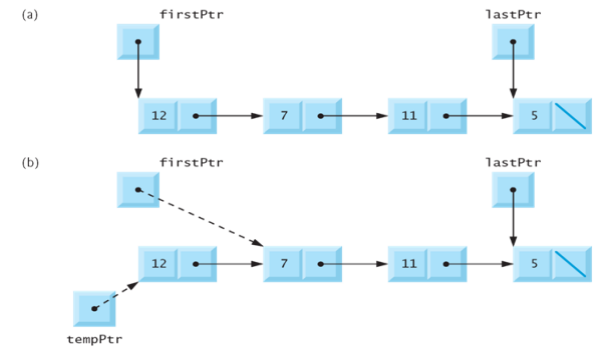 (a) firstPtr lastPtr
12 7 11 5
(b) firstPtr lastPtr
12 7 11 5
tempPtr